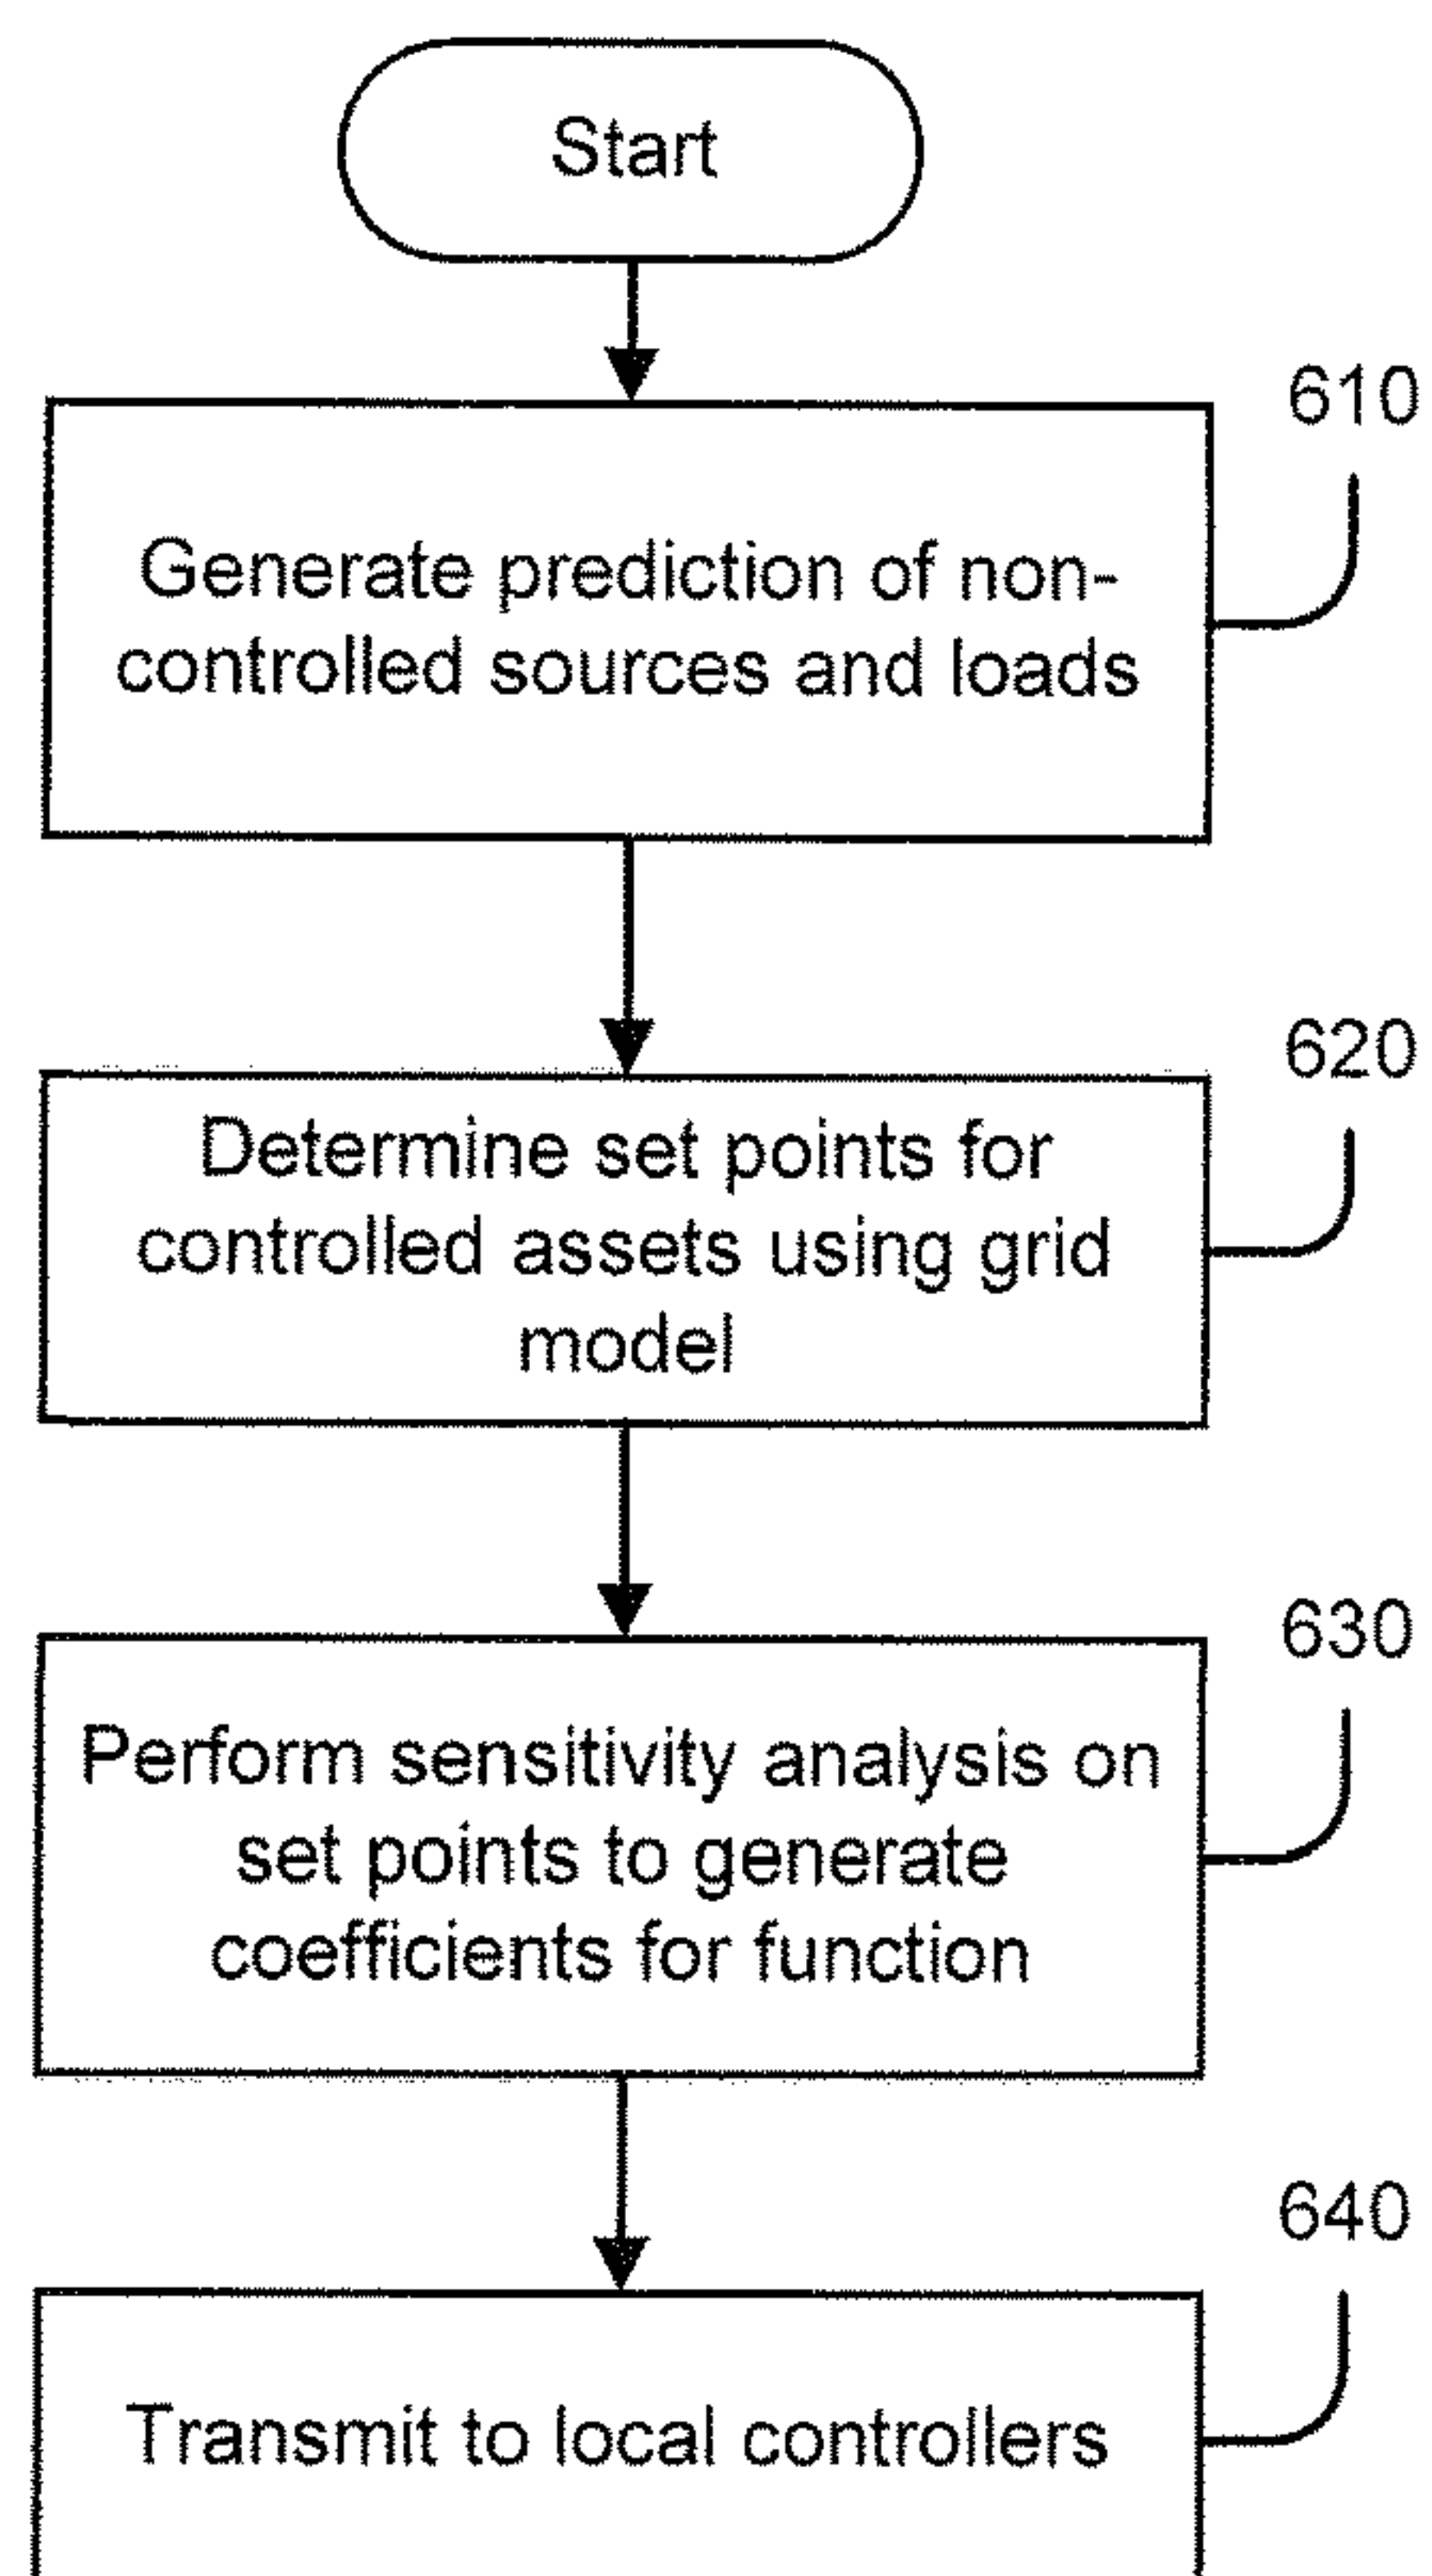 Start
610
Generate prediction of non-
controlled sources and loads
620
Determine set points for
controlled assets using grid
model
630
Perform sensitivity analysis on
set points to generate
coefficients for function
640
Transmit to local controllers